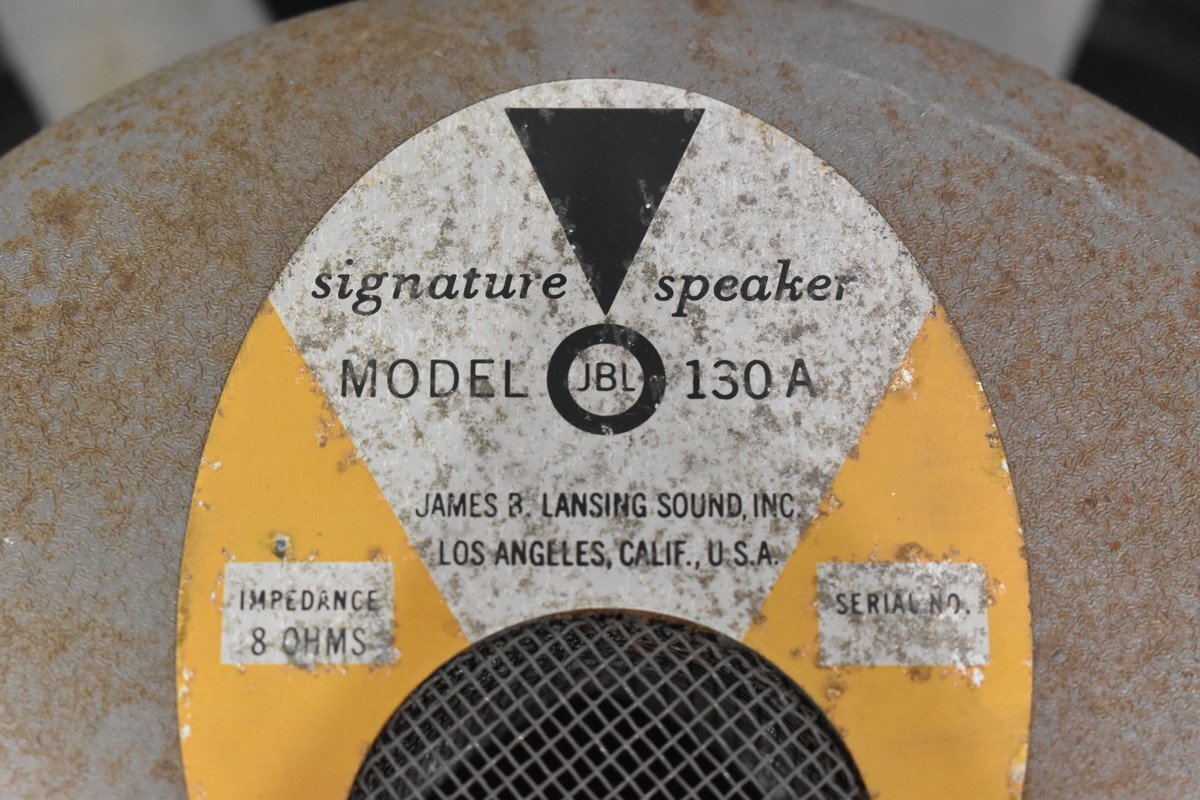 signature speaker
MODEL JBL 130 A
JAMES B. LANSING SOUND, INC.
LOS ANGELES, CALIF., U.S.A.
IMPEDANCE
8 OHMS
SERIAL NO.